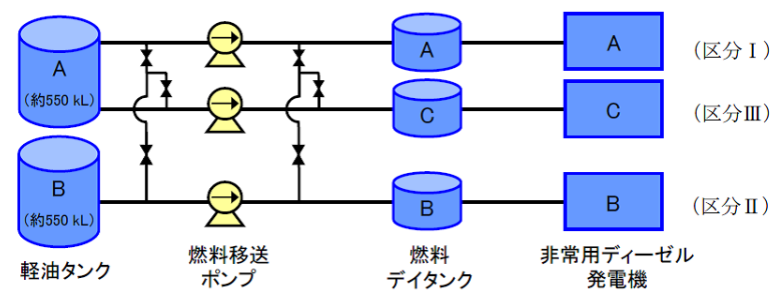 A
(約550 kL)
A
A
(区分Ⅰ)
C
C
(区分Ⅲ)
B
(約550 kL)
B
B
(区分Ⅱ)
軽油タンク
燃料移送
ポンプ
燃料
デイタンク
非常用ディーゼル
発電機